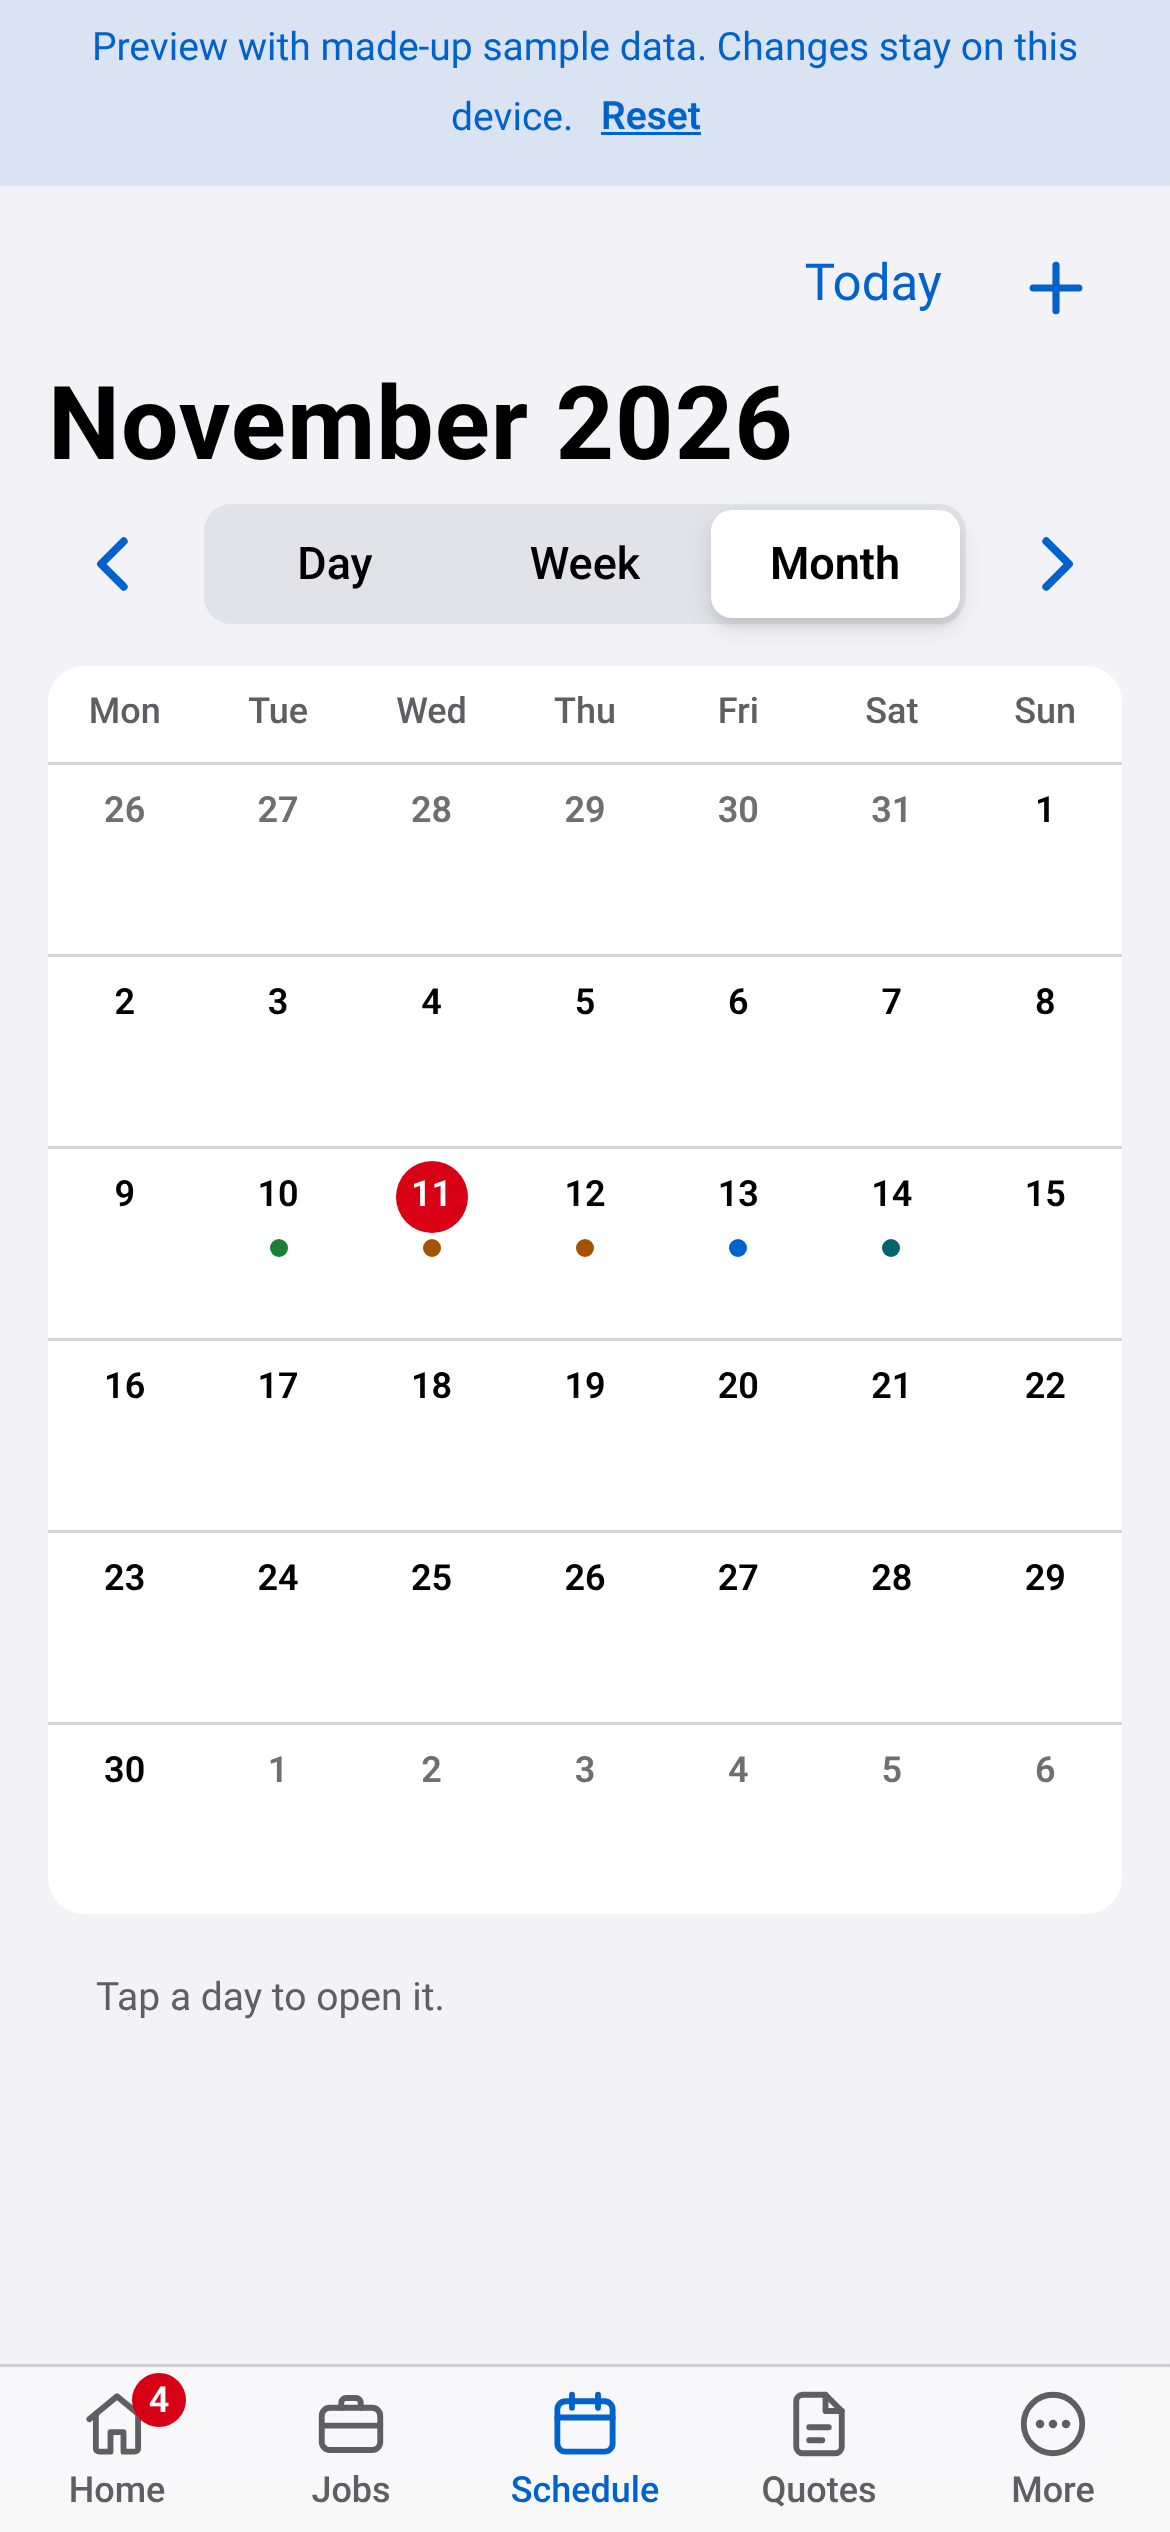 Preview with made-up sample data. Changes stay on this
device. Reset
Today
November 2026
Day Week Month
Mon Tue Wed Thu Fri Sat Sun
26 27 28 29 30 31 1
2 3 4 5 6 7 8
9 10 11 12 13 14 15
16 17 18 19 20 21 22
23 24 25 26 27 28 29
30 1 2 3 4 5 6
Tap a day to open it.
4
Home Jobs Schedule Quotes More